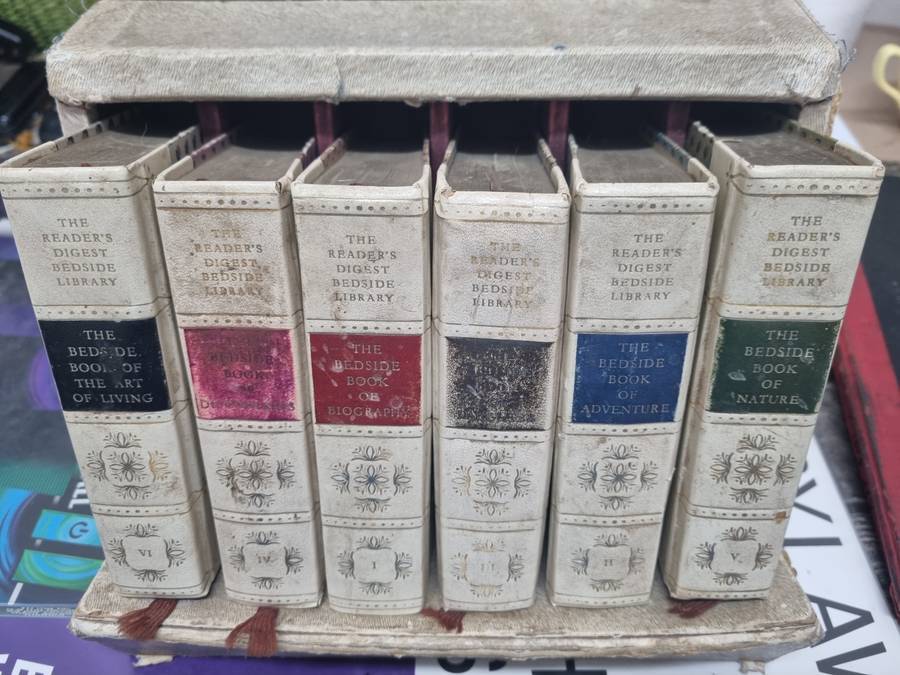 THE
READER'S
DIGEST
BEDSIDE
LIBRARY
THE
BEDSIDE
BOOK OF
THE ART
OF LIVING
VI
THE
READER'S
DIGEST
BEDSIDE
LIBRARY
BEDSIDE
BOOK
IV
THE
READER'S
DIGEST
BEDSIDE
LIBRARY
THE
BEDSIDE
BOOK
OF
BIOGRAPHY
I
THE
READER'S
DIGEST
BEDSIDE
LIBRARY
THE
READER'S
DIGEST
BEDSIDE
LIBRARY
THE
BEDSIDE
BOOK
OF
ADVENTURE
II
THE
READER'S
DIGEST
BEDSIDE
LIBRARY
THE
BEDSIDE
BOOK
OF
NATURE
V